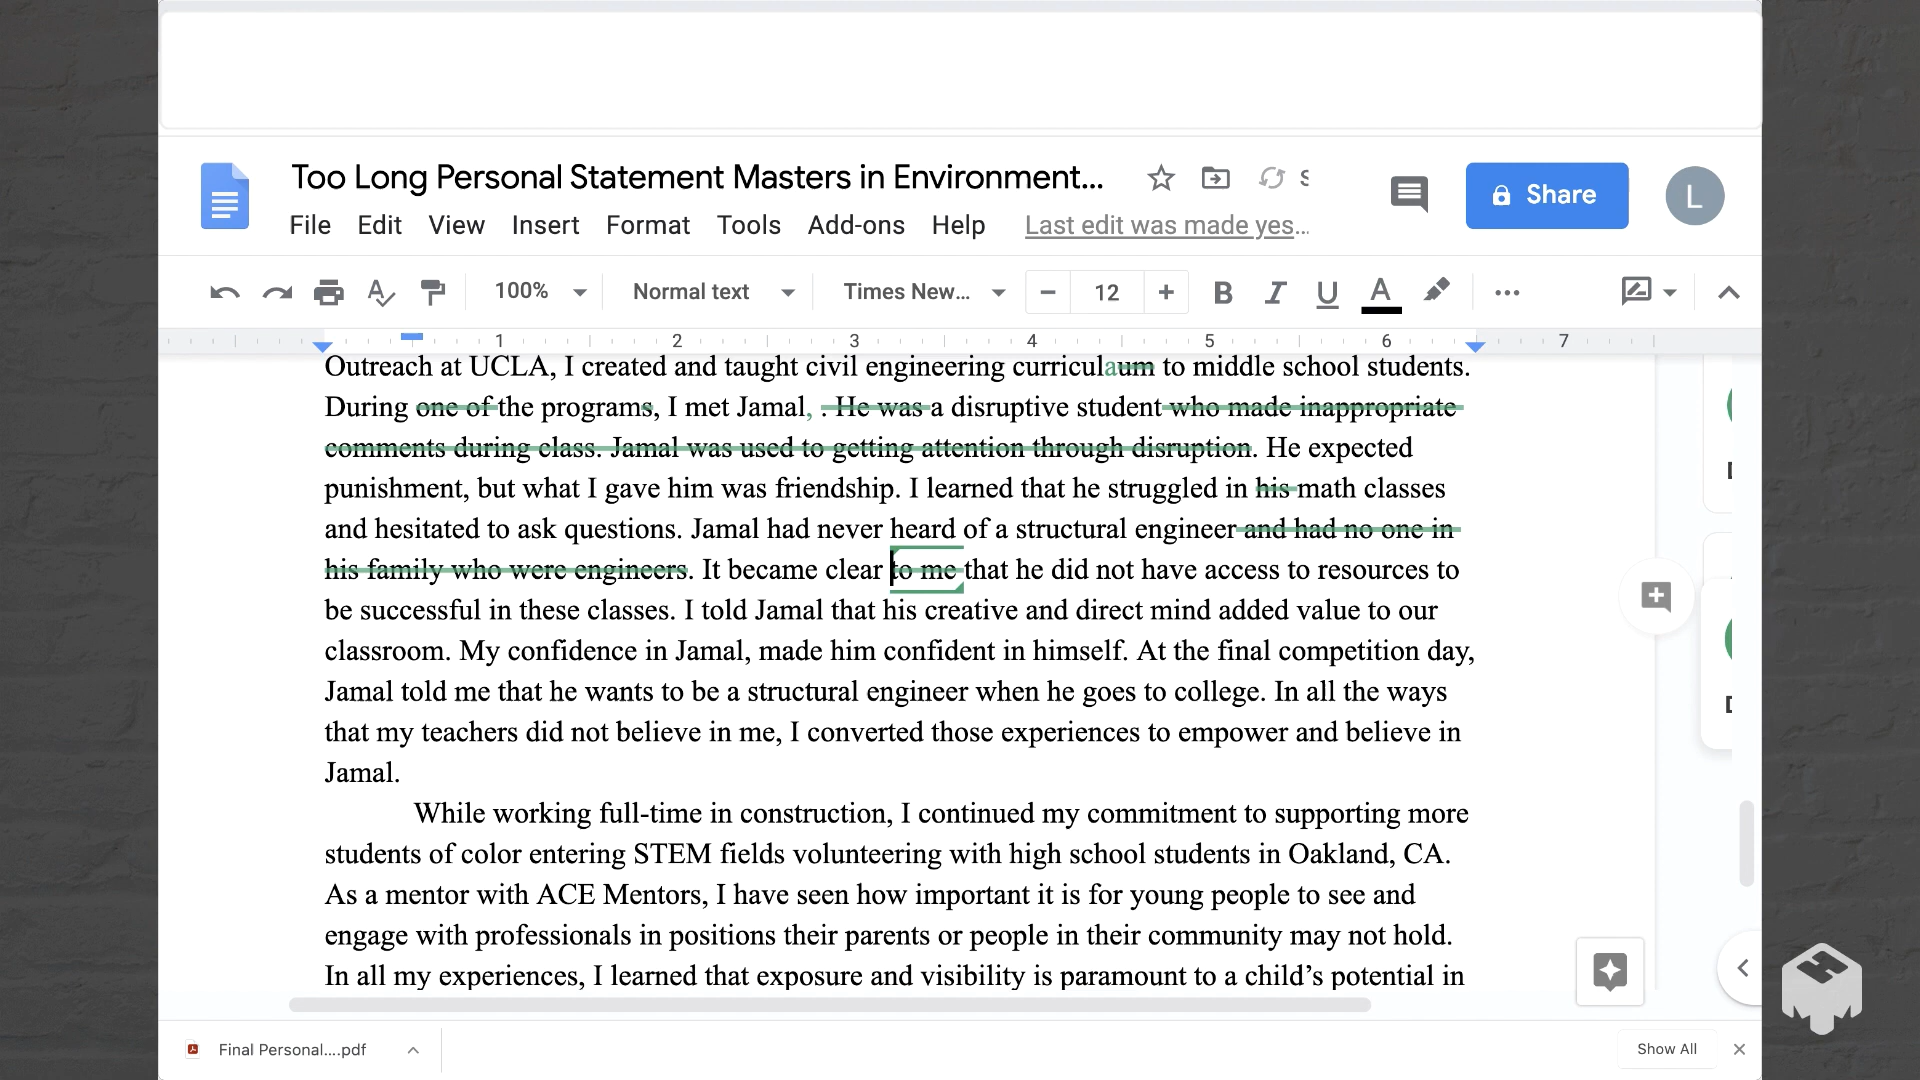 Too Long Personal Statement Masters in Environment...
S
Share
L
File Edit View Insert Format Tools Add-ons Help Last edit was made yes...
100% Normal text Times New... − 12 + B I U A
1 2 3 4 5 6 7
Outreach at UCLA, I created and taught civil engineering curriculaum to middle school students.
During one of the programs, I met Jamal, . He was a disruptive student who made inappropriate
comments during class. Jamal was used to getting attention through disruption. He expected
punishment, but what I gave him was friendship. I learned that he struggled in his math classes
and hesitated to ask questions. Jamal had never heard of a structural engineer and had no one in
his family who were engineers. It became clear to me that he did not have access to resources to
be successful in these classes. I told Jamal that his creative and direct mind added value to our
classroom. My confidence in Jamal, made him confident in himself. At the final competition day,
Jamal told me that he wants to be a structural engineer when he goes to college. In all the ways
that my teachers did not believe in me, I converted those experiences to empower and believe in
Jamal.
While working full-time in construction, I continued my commitment to supporting more
students of color entering STEM fields volunteering with high school students in Oakland, CA.
As a mentor with ACE Mentors, I have seen how important it is for young people to see and
engage with professionals in positions their parents or people in their community may not hold.
In all my experiences, I learned that exposure and visibility is paramount to a child’s potential in
Final Personal....pdf
Show All